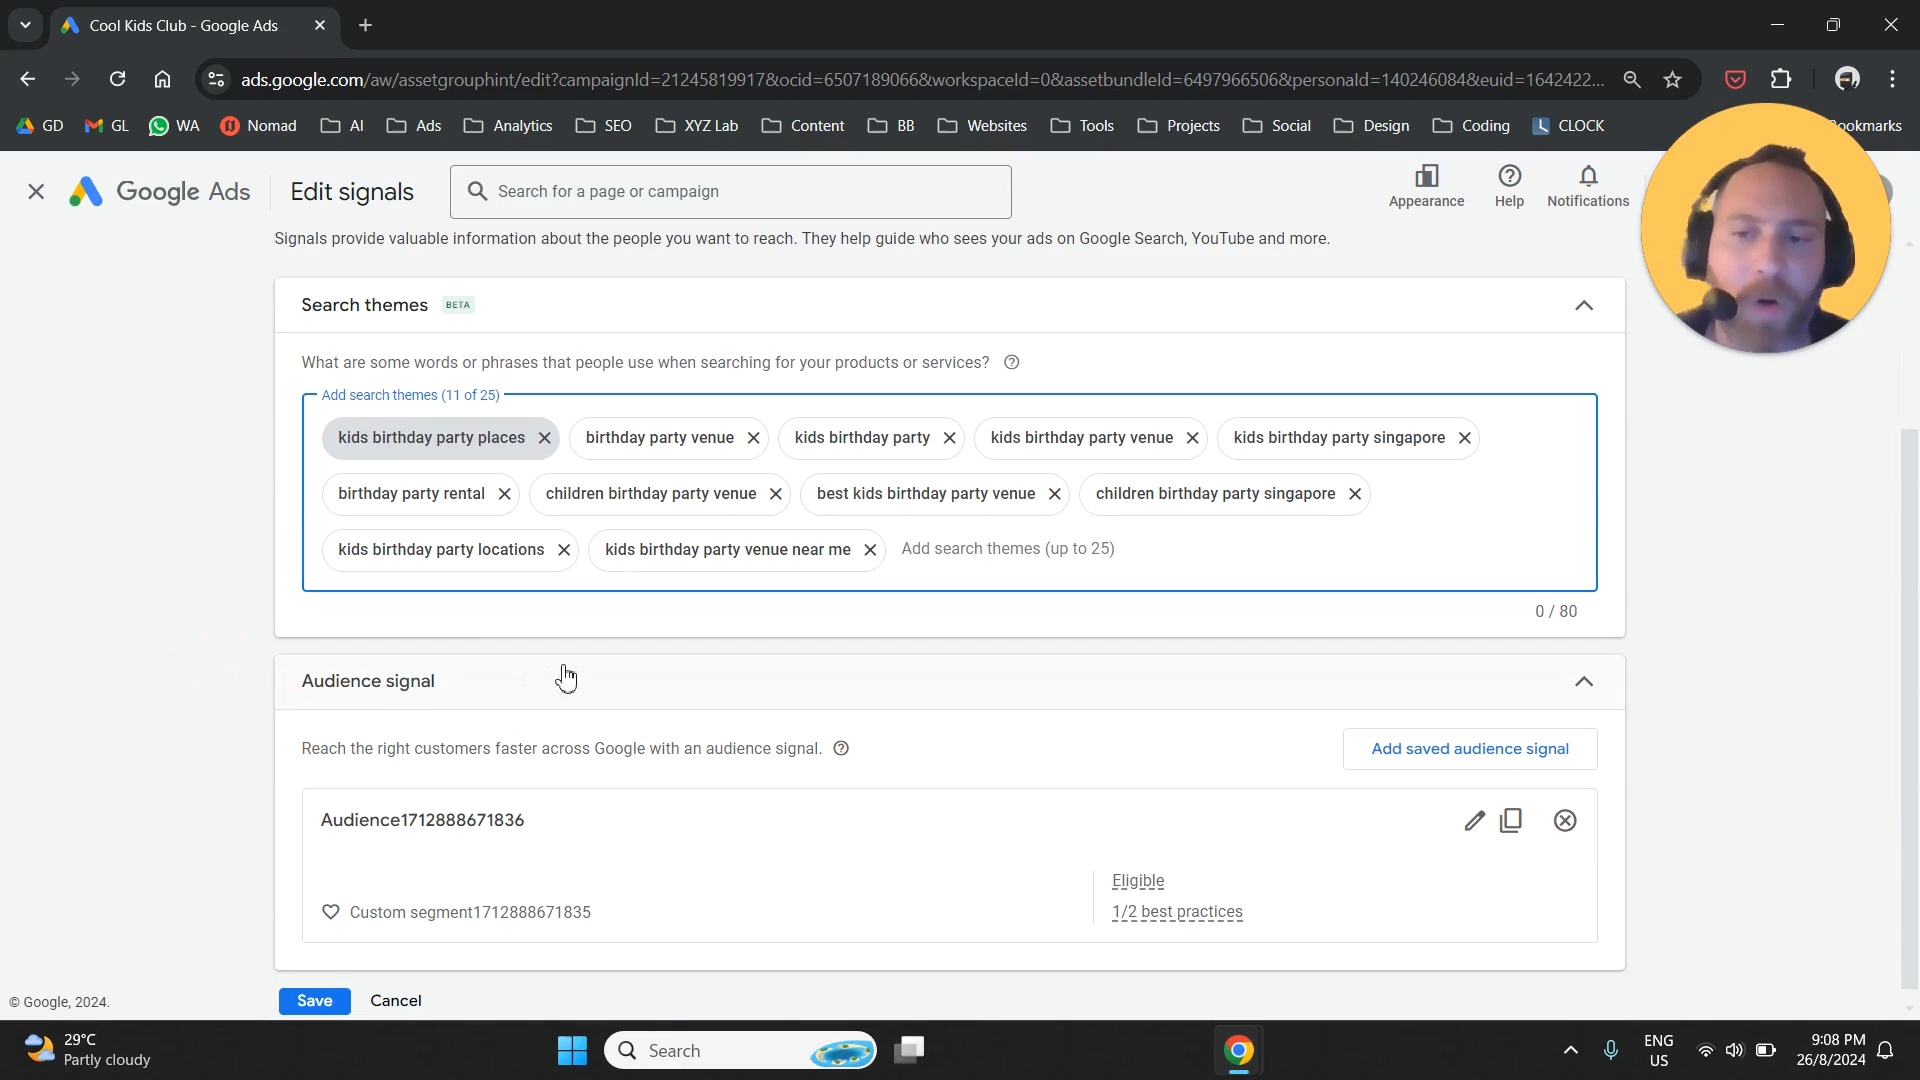 Cool Kids Club - Google Ads
ads.google.com/aw/assetgrouphint/edit?campaignId=21245819917&ocid=6507189066&workspaceId=0&assetbundleId=6497966506&personaId=140246084&euid=1642422...
GD GL WA Nomad AI Ads Analytics SEO XYZ Lab Content BB Websites Tools Projects Social Design Coding CLOCK ookmarks
Google Ads Edit signals Search for a page or campaign Appearance Help Notifications
Signals provide valuable information about the people you want to reach. They help guide who sees your ads on Google Search, YouTube and more.
Search themes BETA
What are some words or phrases that people use when searching for your products or services?
Add search themes (11 of 25)
kids birthday party places birthday party venue kids birthday party kids birthday party venue kids birthday party singapore
birthday party rental children birthday party venue best kids birthday party venue children birthday party singapore
kids birthday party locations kids birthday party venue near me Add search themes (up to 25)
0 / 80
Audience signal
Reach the right customers faster across Google with an audience signal. Add saved audience signal
Audience1712888671836
Eligible
Custom segment1712888671835 1/2 best practices
Save Cancel
© Google, 2024.
29°C
Partly cloudy
Search
ENG
US
9:08 PM
26/8/2024